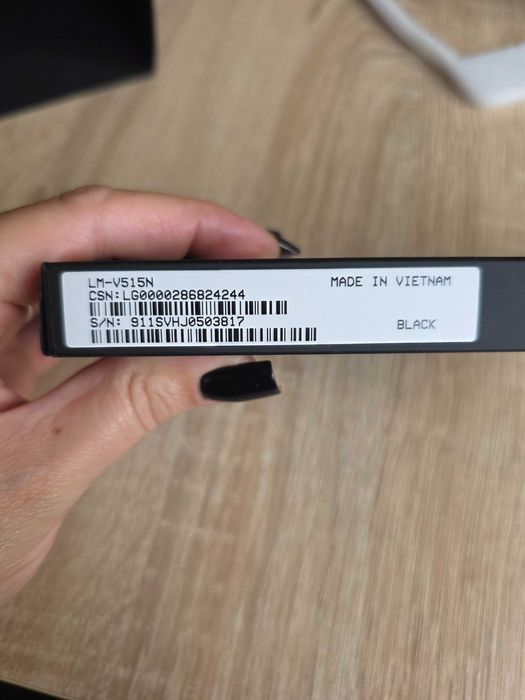 LM-V515N
MADE IN VIETNAM
CSN:LG0000286824244
S/N: 911SVHJ0503817
BLACK